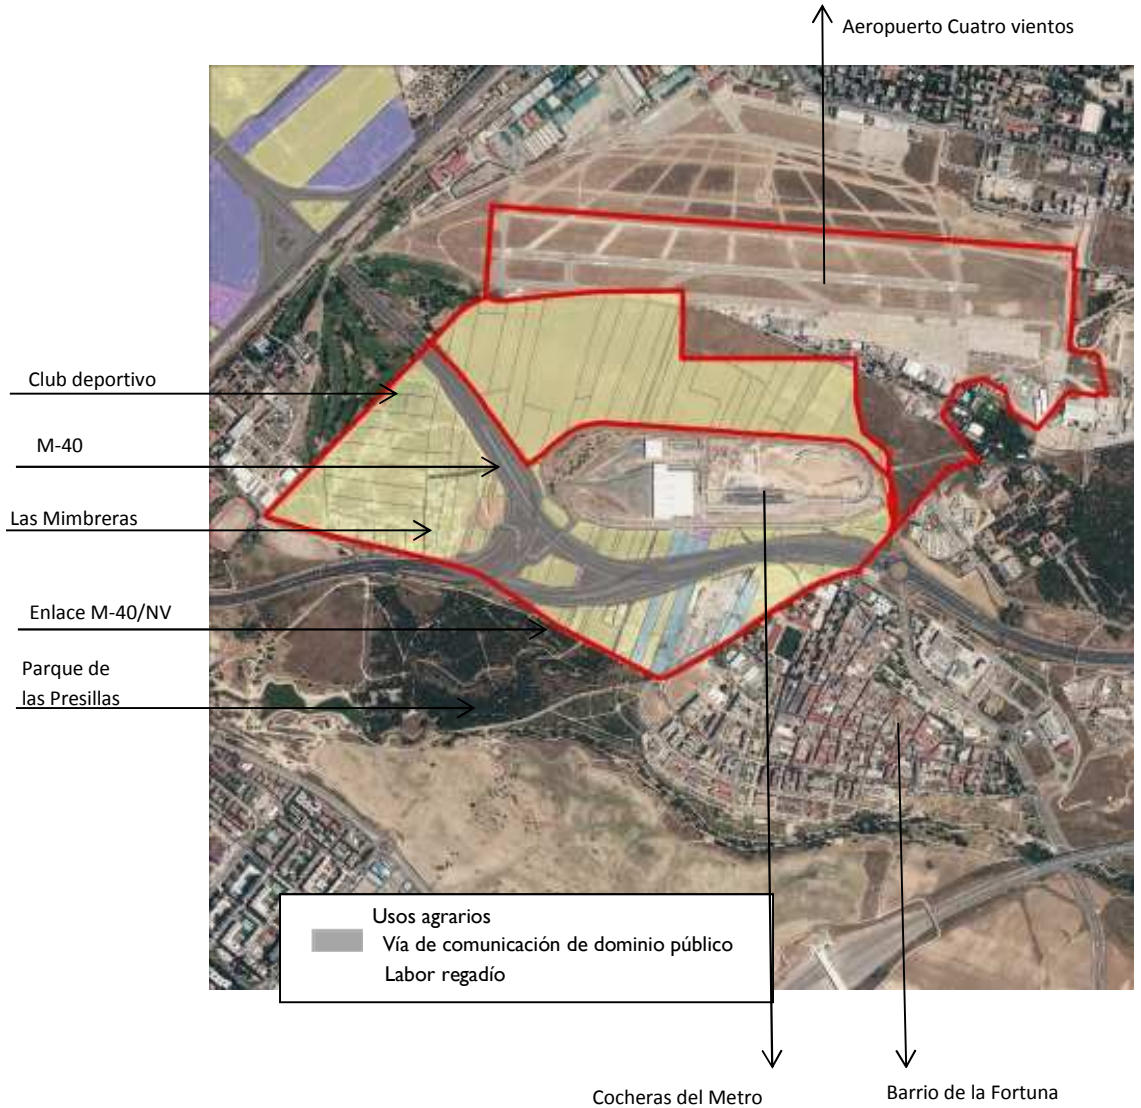 Aeropuerto Cuatro vientos
Club deportivo
M-40
Las Mimbreras
Enlace M-40/NV
Parque de
las Presillas
Usos agrarios
Vía de comunicación de dominio público
Labor regadío
Cocheras del Metro
Barrio de la Fortuna